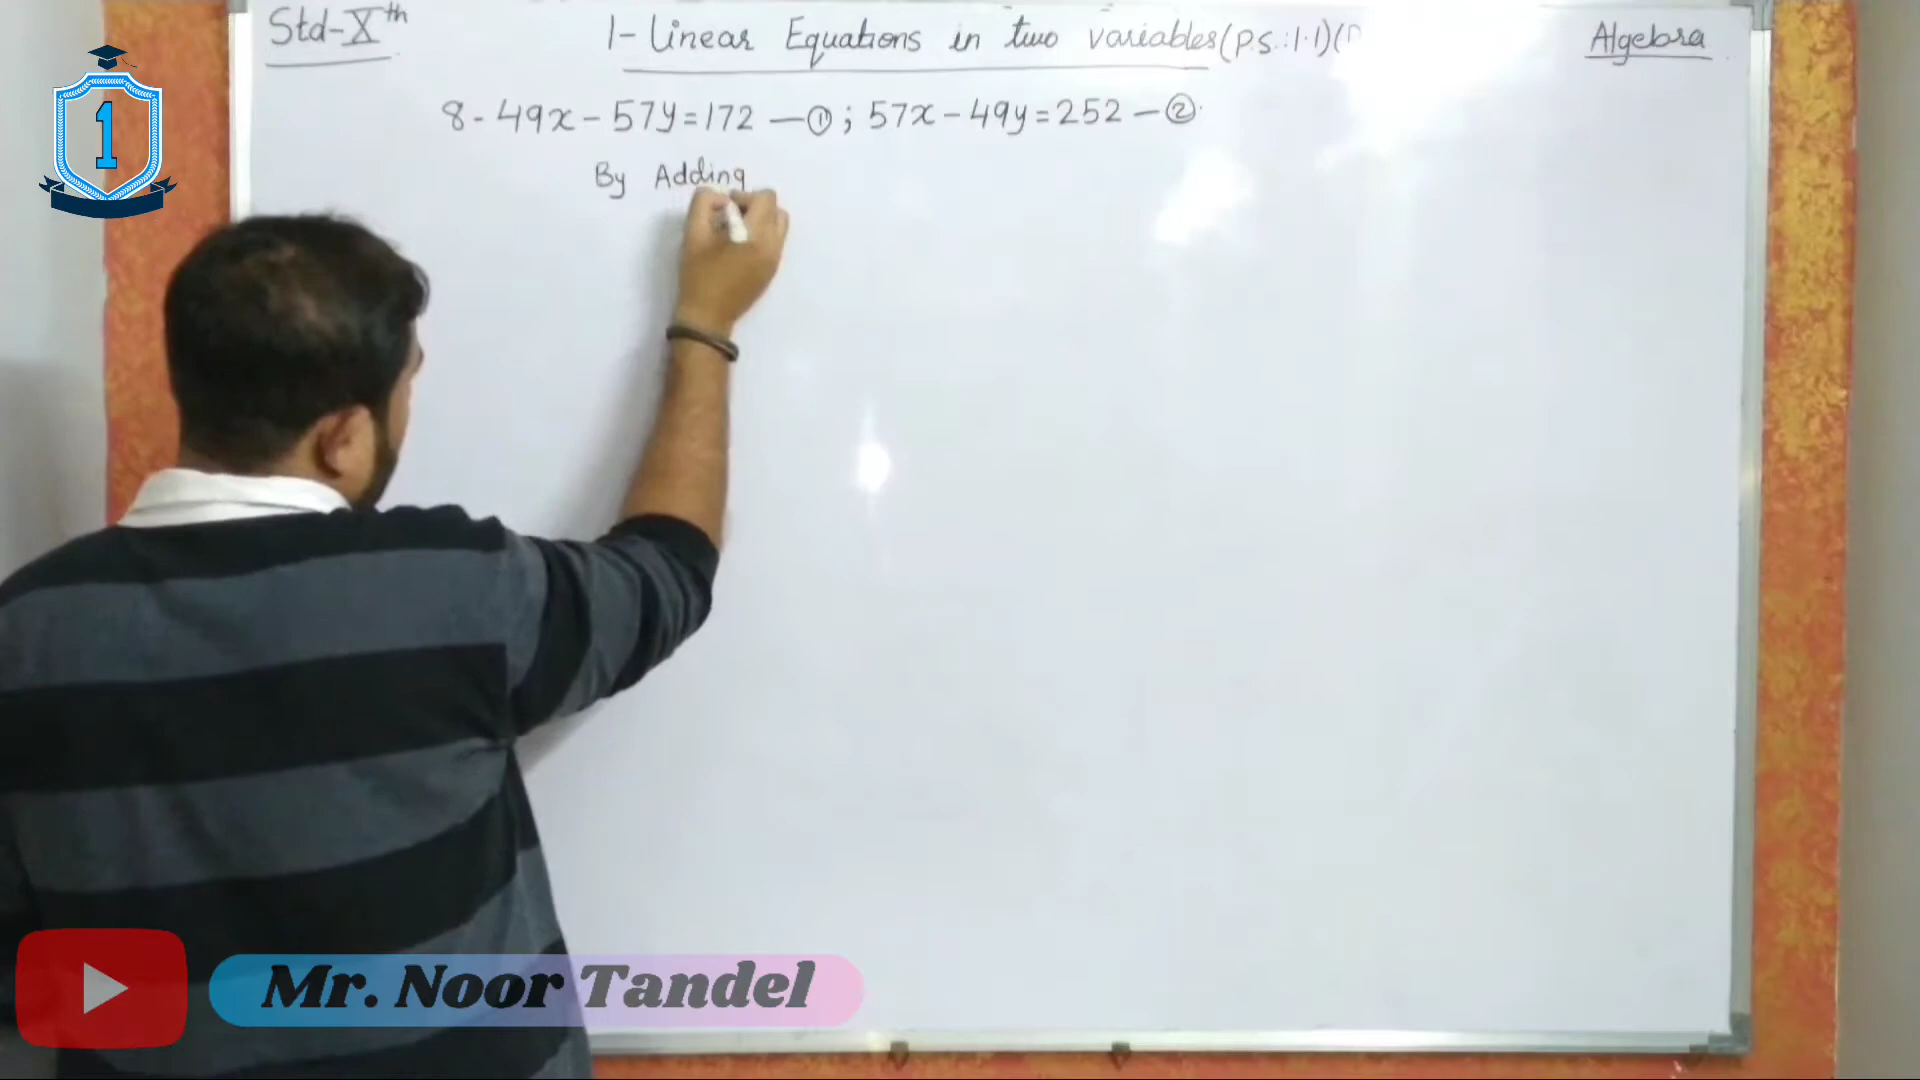 Std-Xth
1- Linear Equations in two variables (P.S.:1.1)(
Algebra
1
8- 49x - 57y = 172 —①; 57x - 49y = 252 —②
By Adding
Mr. Noor Tandel